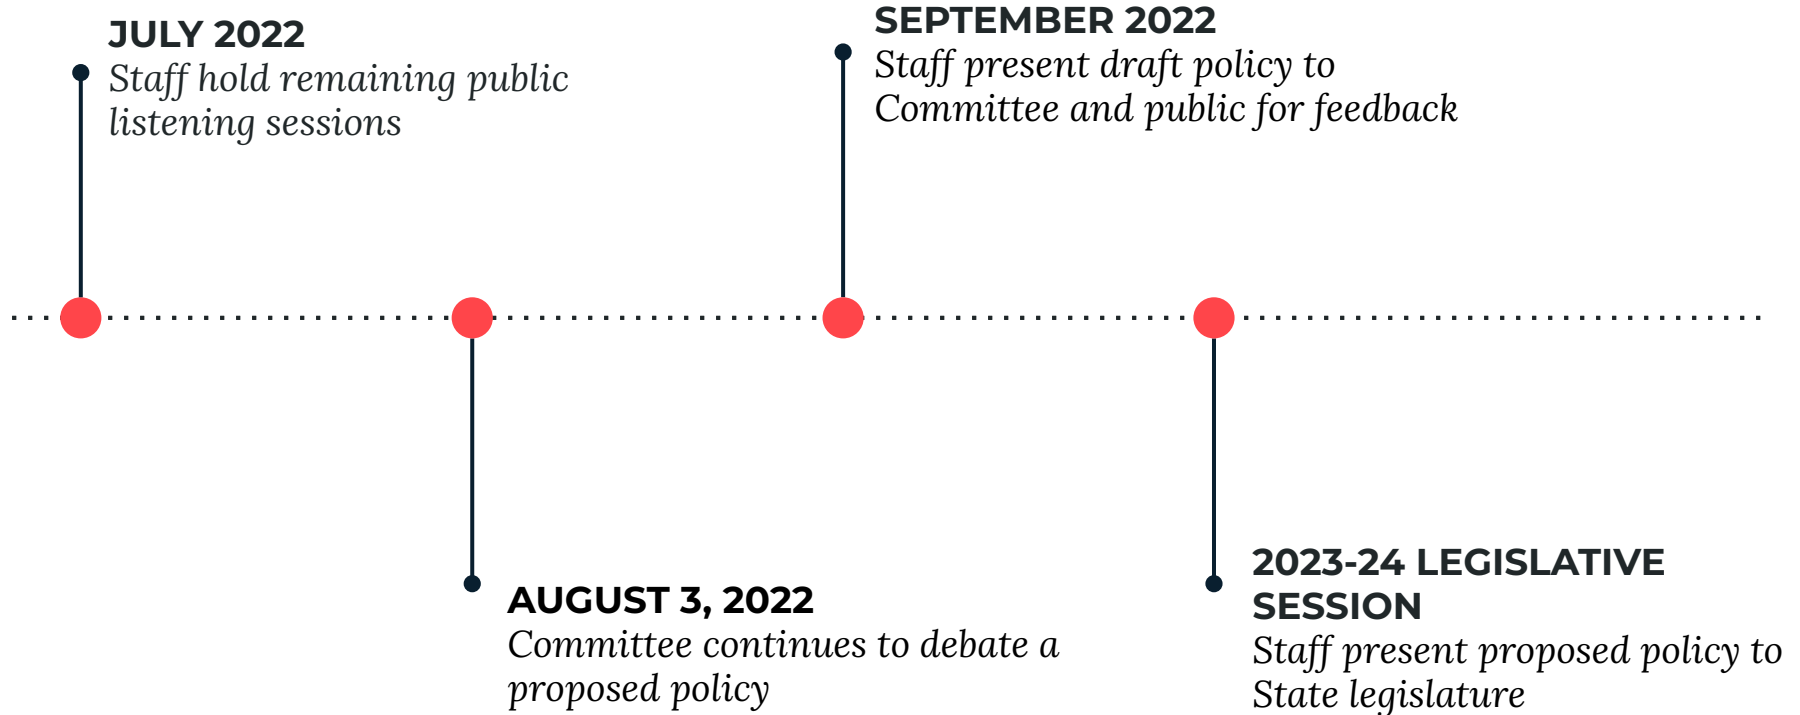 JULY 2022
Staff hold remaining public
listening sessions
SEPTEMBER 2022
Staff present draft policy to
Committee and public for feedback
AUGUST 3, 2022
Committee continues to debate a
proposed policy
2023-24 LEGISLATIVE
SESSION
Staff present proposed policy to
State legislature